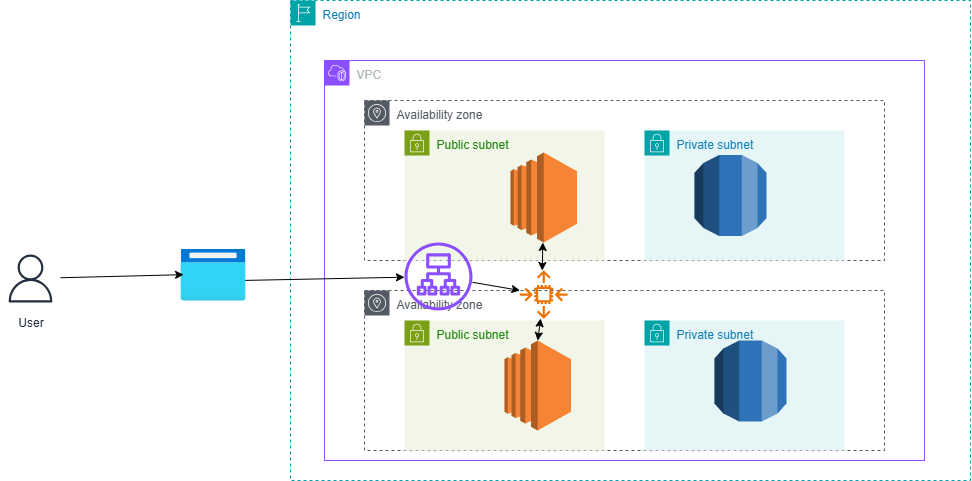 Region
VPC
Availability zone
Public subnet
Private subnet
User
Availability zone
Public subnet
Private subnet